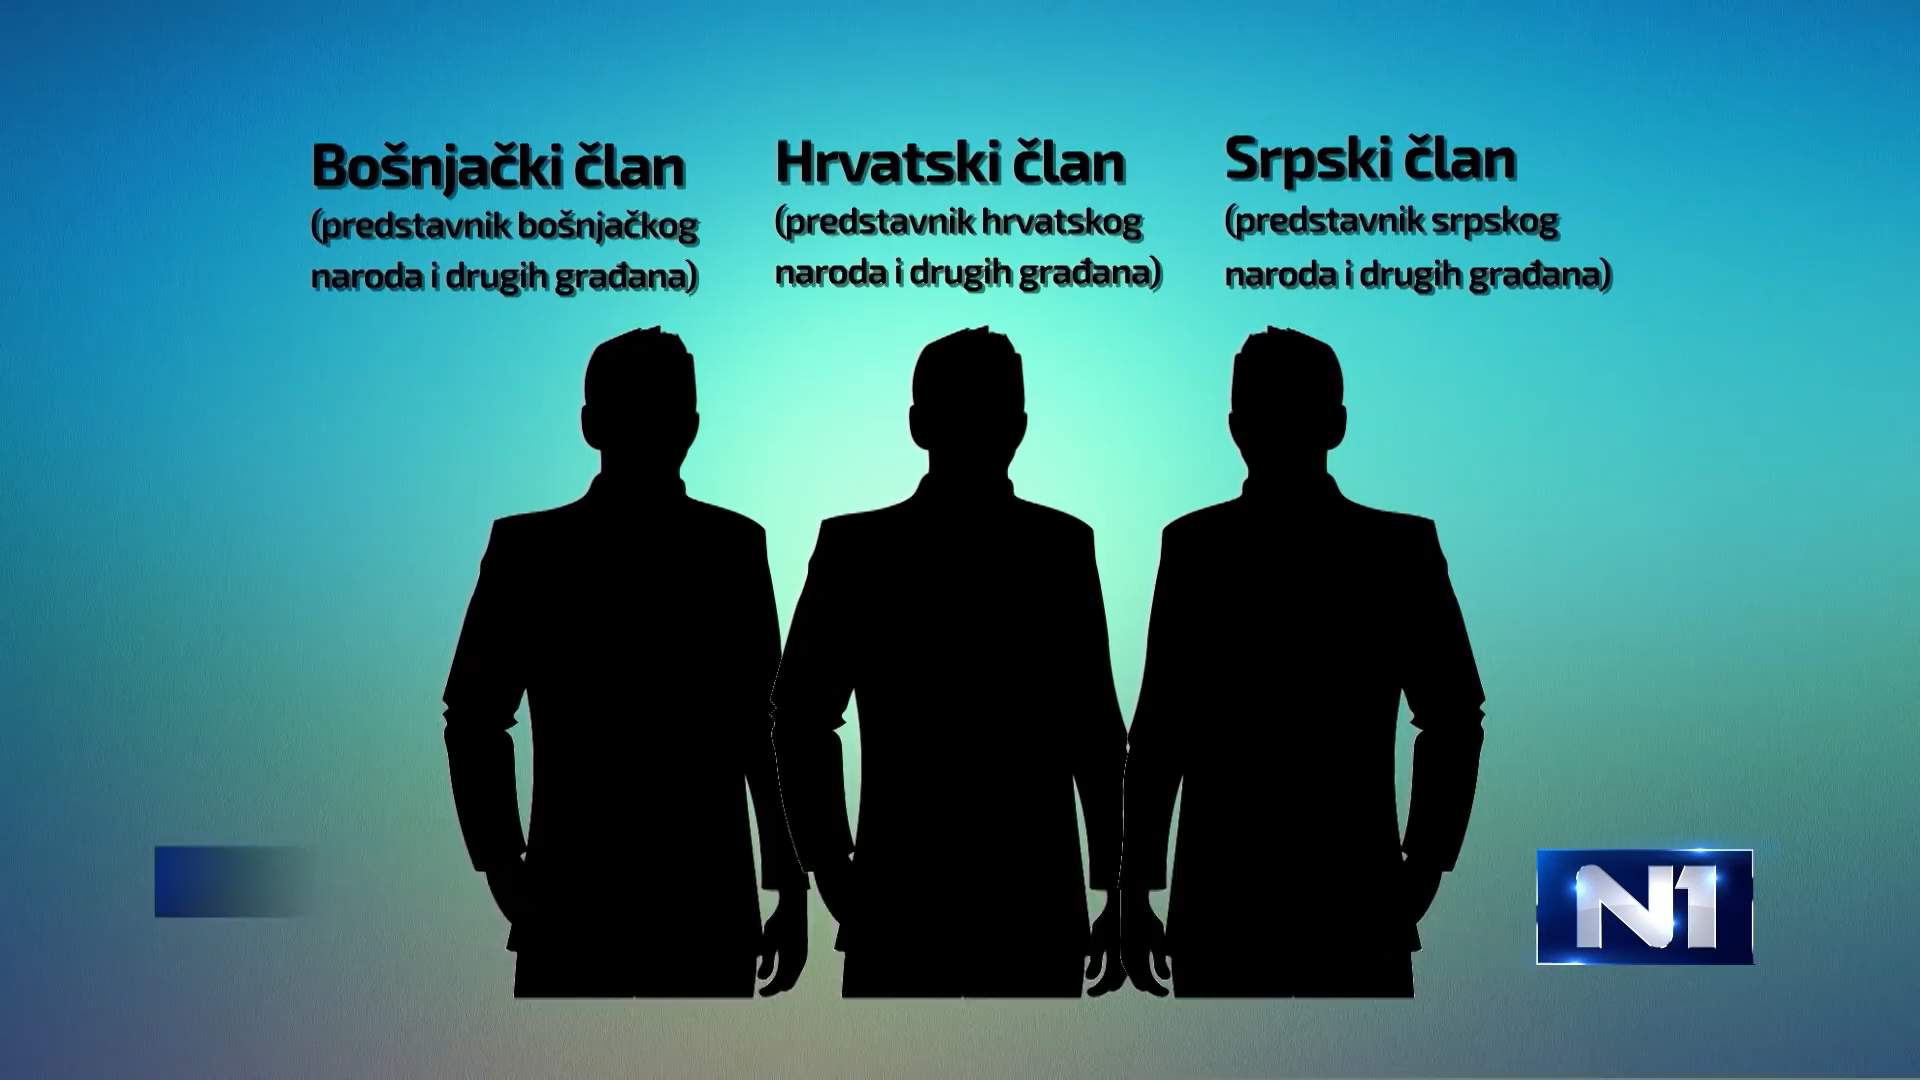 Bošnjački član
(predstavnik bošnjačkog
naroda i drugih građana)
Hrvatski član
(predstavnik hrvatskog
naroda i drugih građana)
Srpski član
(predstavnik srpskog
naroda i drugih građana)
N1